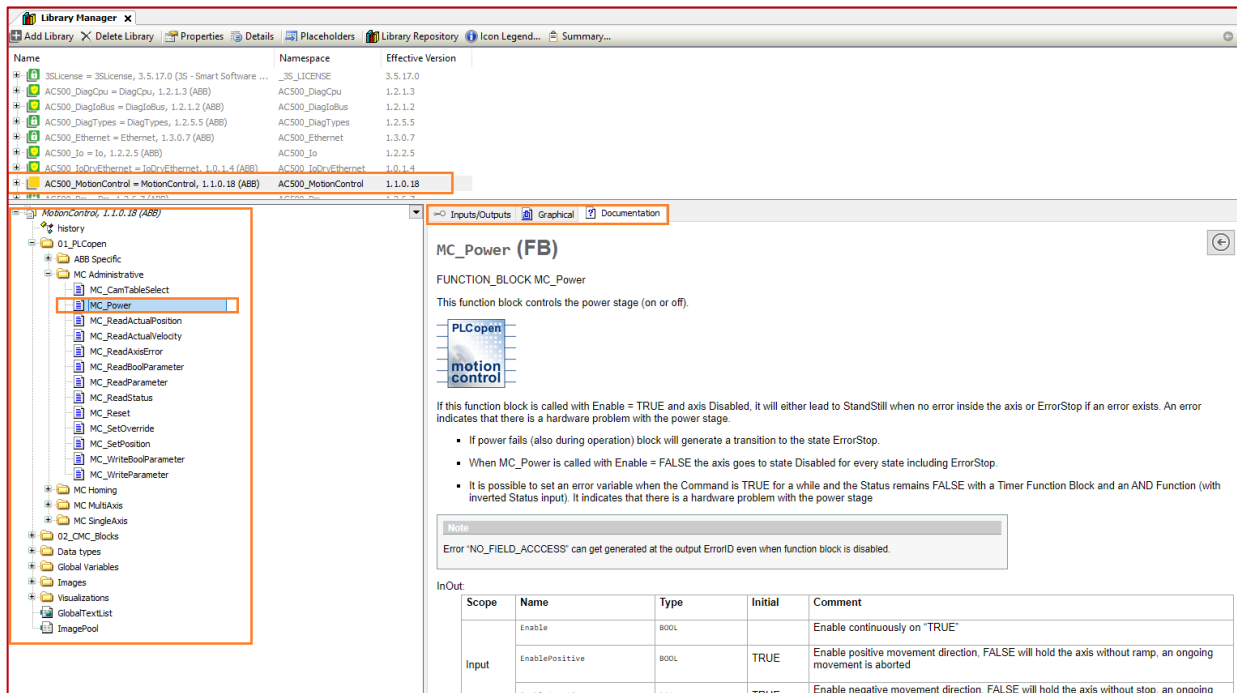 Library Manager
Add Library Delete Library Properties Details Placeholders Library Repository Icon Legend... Summary...
Name Namespace Effective Version
3SLicense = 3SLicense, 3.5.17.0 (3S - Smart Software ... _3S_LICENSE 3.5.17.0
AC500_DiagCpu = DiagCpu, 1.2.1.3 (ABB) AC500_DiagCpu 1.2.1.3
AC500_DiagIoBus = DiagIoBus, 1.2.1.2 (ABB) AC500_DiagIoBus 1.2.1.2
AC500_DiagTypes = DiagTypes, 1.2.5.5 (ABB) AC500_DiagTypes 1.2.5.5
AC500_Ethernet = Ethernet, 1.3.0.7 (ABB) AC500_Ethernet 1.3.0.7
AC500_Io = Io, 1.2.2.5 (ABB) AC500_Io 1.2.2.5
AC500_IoDrvEthernet = IoDrvEthernet, 1.0.1.4 (ABB) AC500_IoDrvEthernet 1.0.1.4
AC500_MotionControl = MotionControl, 1.1.0.18 (ABB) AC500_MotionControl 1.1.0.18
MotionControl, 1.1.0.18 (ABB)
history
01_PLCopen
ABB Specific
MC Administrative
MC_CamTableSelect
MC_Power
MC_ReadActualPosition
MC_ReadActualVelocity
MC_ReadAxisError
MC_ReadBoolParameter
MC_ReadParameter
MC_ReadStatus
MC_Reset
MC_SetOverride
MC_SetPosition
MC_WriteBoolParameter
MC_WriteParameter
MC Homing
MC MultiAxis
MC SingleAxis
02_CMC_Blocks
Data types
Global Variables
Images
Visualizations
GlobalTextList
ImagePool
Inputs/Outputs Graphical Documentation
MC_Power (FB)
FUNCTION_BLOCK MC_Power
This function block controls the power stage (on or off).
PLCopen
motion
control
If this function block is called with Enable = TRUE and axis Disabled, it will either lead to StandStill when no error inside the axis or ErrorStop if an error exists. An error
indicates that there is a hardware problem with the power stage.
If power fails (also during operation) block will generate a transition to the state ErrorStop.
When MC_Power is called with Enable = FALSE the axis goes to state Disabled for every state including ErrorStop.
It is possible to set an error variable when the Command is TRUE for a while and the Status remains FALSE with a Timer Function Block and an AND Function (with
inverted Status input). It indicates that there is a hardware problem with the power stage
Note
Error “NO_FIELD_ACCCESS” can get generated at the output ErrorID even when function block is disabled.
InOut:
Scope Name Type Initial Comment
Input
Enable BOOL Enable continuously on “TRUE”
EnablePositive BOOL TRUE Enable positive movement direction, FALSE will hold the axis without ramp, an ongoing
movement is aborted
TRUE Enable negative movement direction, FALSE will hold the axis without stop, an ongoing